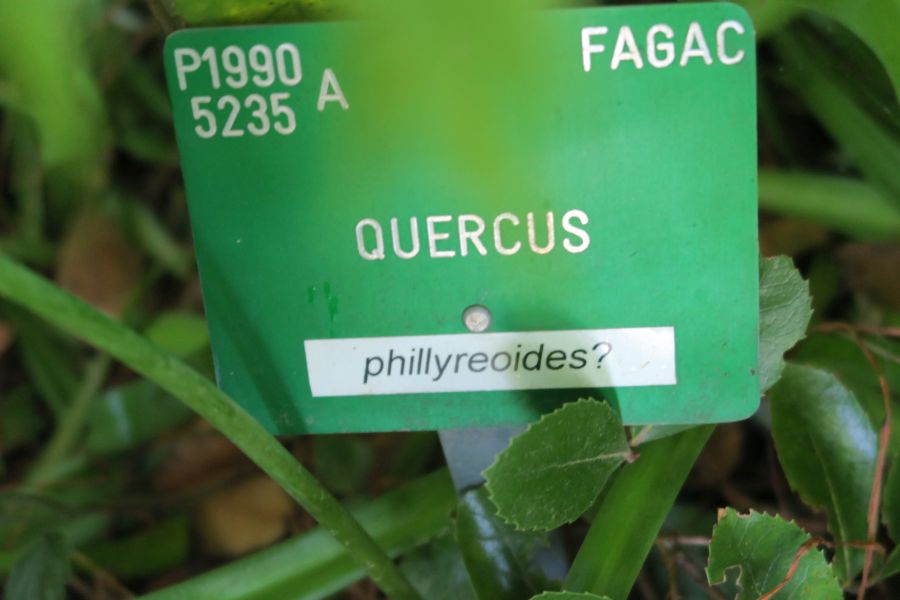 P1990 FAGAC
5235 A
QUERCUS
phillyreoides?